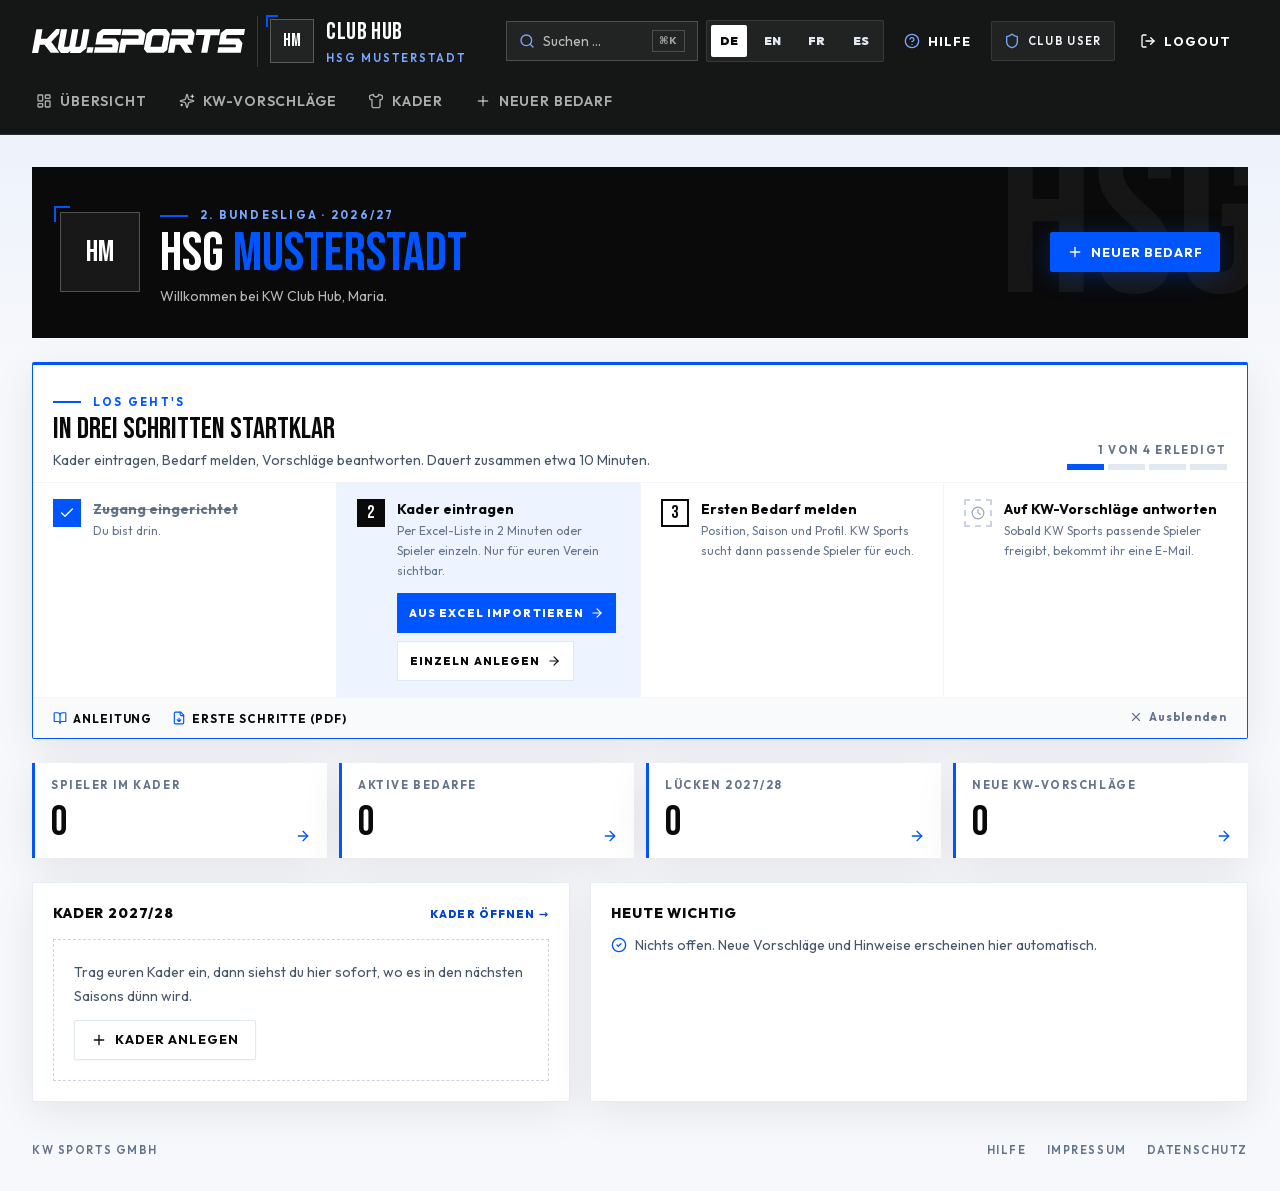 KW.SPORTS
HM
CLUB HUB
HSG MUSTERSTADT
Suchen ...
⌘K
DE
EN
FR
ES
HILFE
CLUB USER
LOGOUT
ÜBERSICHT
KW-VORSCHLÄGE
KADER
NEUER BEDARF
HSG
HM
2. BUNDESLIGA · 2026/27
HSG MUSTERSTADT
Willkommen bei KW Club Hub, Maria.
NEUER BEDARF
LOS GEHT'S
IN DREI SCHRITTEN STARTKLAR
Kader eintragen, Bedarf melden, Vorschläge beantworten. Dauert zusammen etwa 10 Minuten.
1 VON 4 ERLEDIGT
Zugang eingerichtet
Du bist drin.
2
Kader eintragen
Per Excel-Liste in 2 Minuten oder
Spieler einzeln. Nur für euren Verein
sichtbar.
AUS EXCEL IMPORTIEREN →
EINZELN ANLEGEN →
3
Ersten Bedarf melden
Position, Saison und Profil. KW Sports
sucht dann passende Spieler für euch.
Auf KW-Vorschläge antworten
Sobald KW Sports passende Spieler
freigibt, bekommt ihr eine E-Mail.
ANLEITUNG
ERSTE SCHRITTE (PDF)
Ausblenden
SPIELER IM KADER
0
AKTIVE BEDARFE
0
LÜCKEN 2027/28
0
NEUE KW-VORSCHLÄGE
0
KADER 2027/28
KADER ÖFFNEN →
Trag euren Kader ein, dann siehst du hier sofort, wo es in den nächsten
Saisons dünn wird.
KADER ANLEGEN
HEUTE WICHTIG
Nichts offen. Neue Vorschläge und Hinweise erscheinen hier automatisch.
KW SPORTS GMBH
HILFE
IMPRESSUM
DATENSCHUTZ